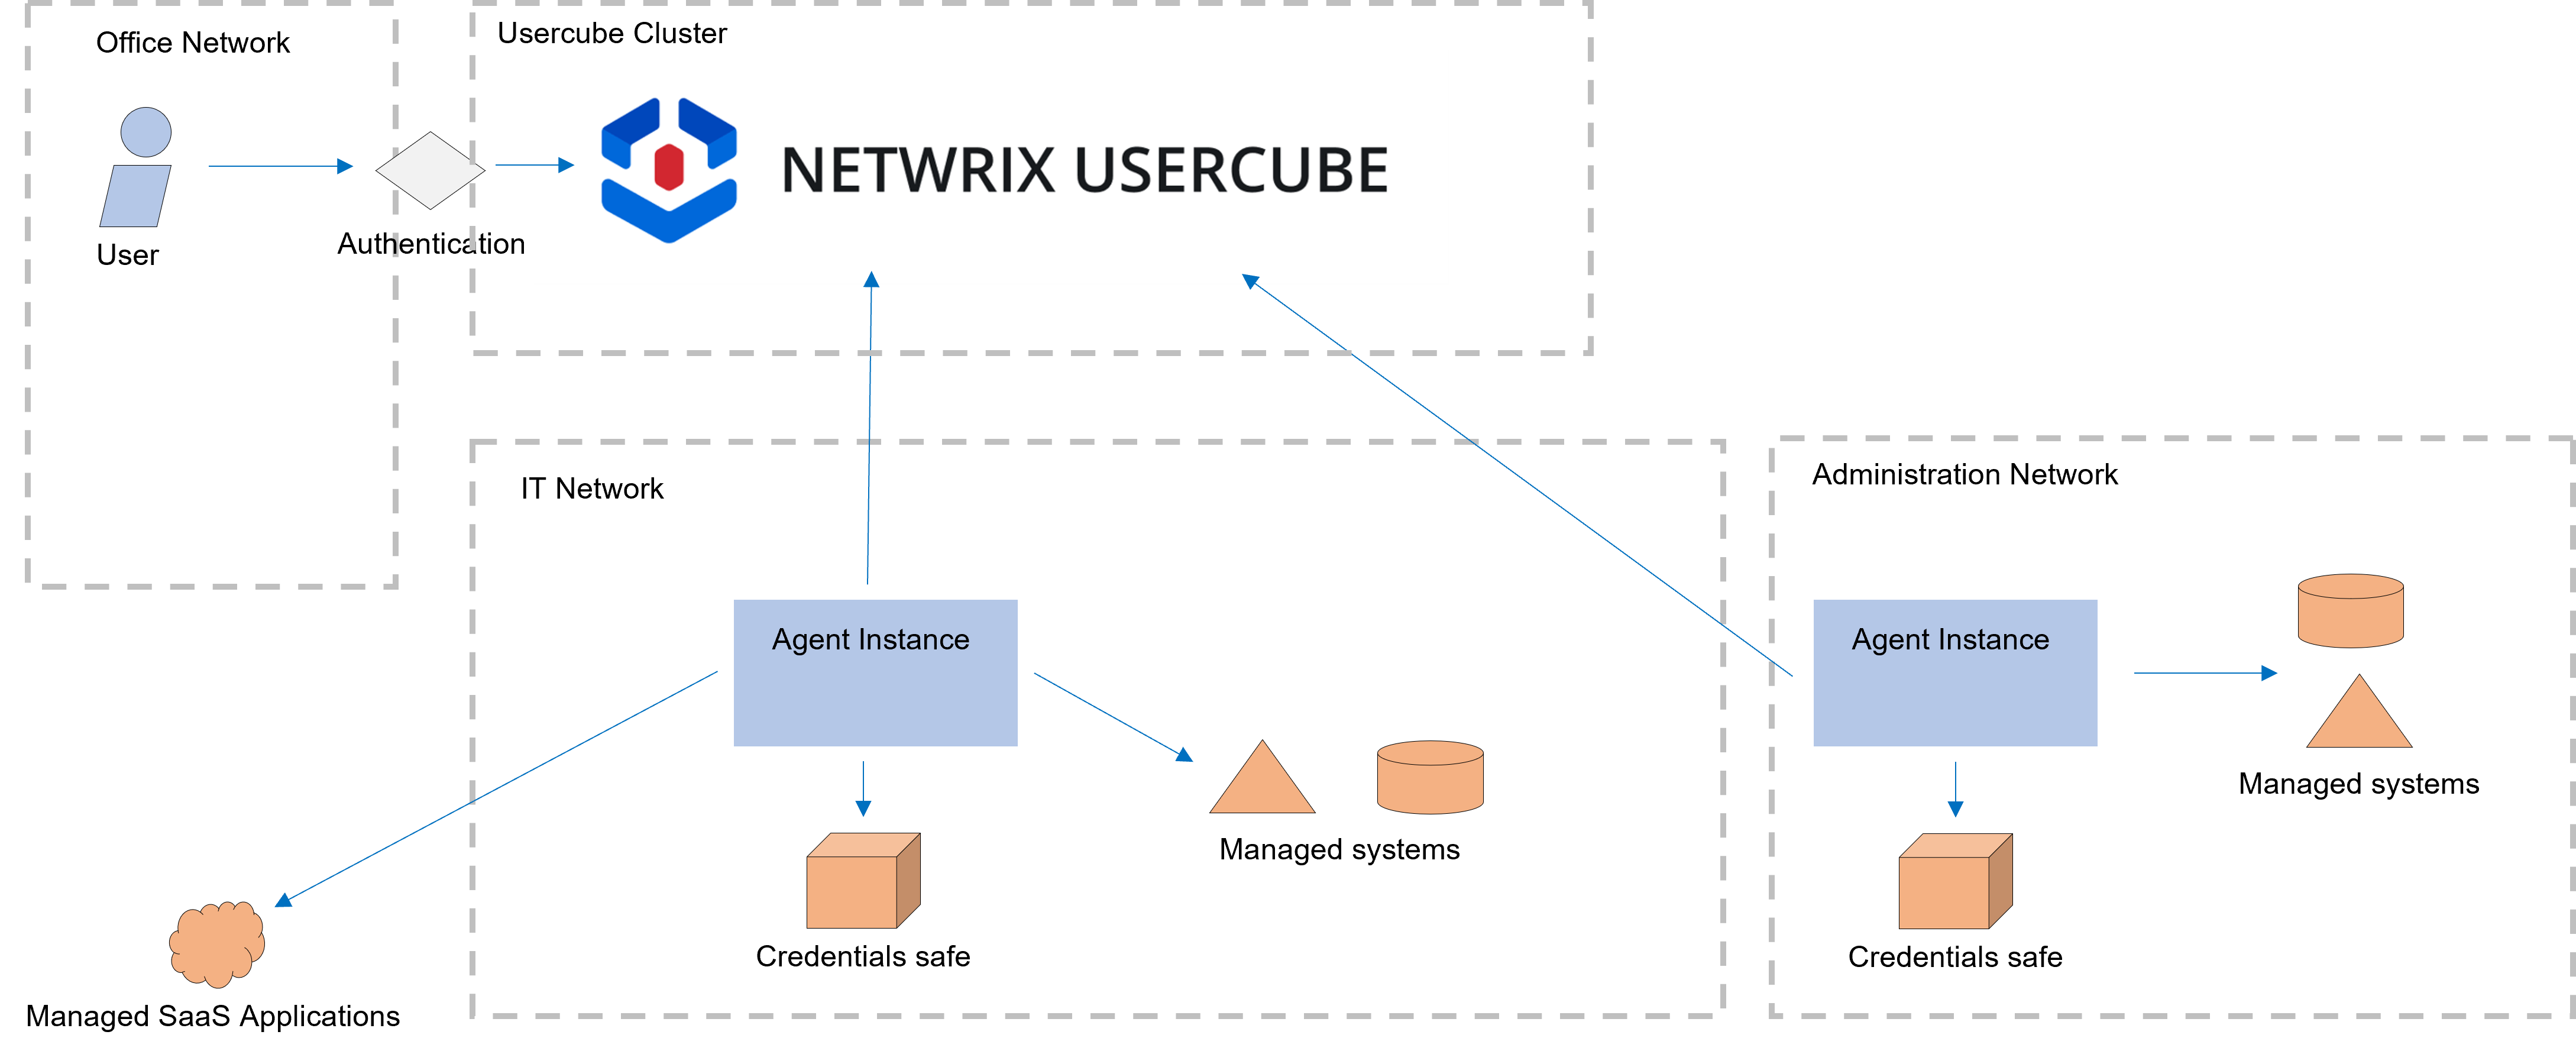 Office Network
Usercube Cluster
NETWRIX USERCUBE
User
Authentication
IT Network
Administration Network
Agent Instance
Agent Instance
Managed systems
Managed systems
Credentials safe
Credentials safe
Managed SaaS Applications